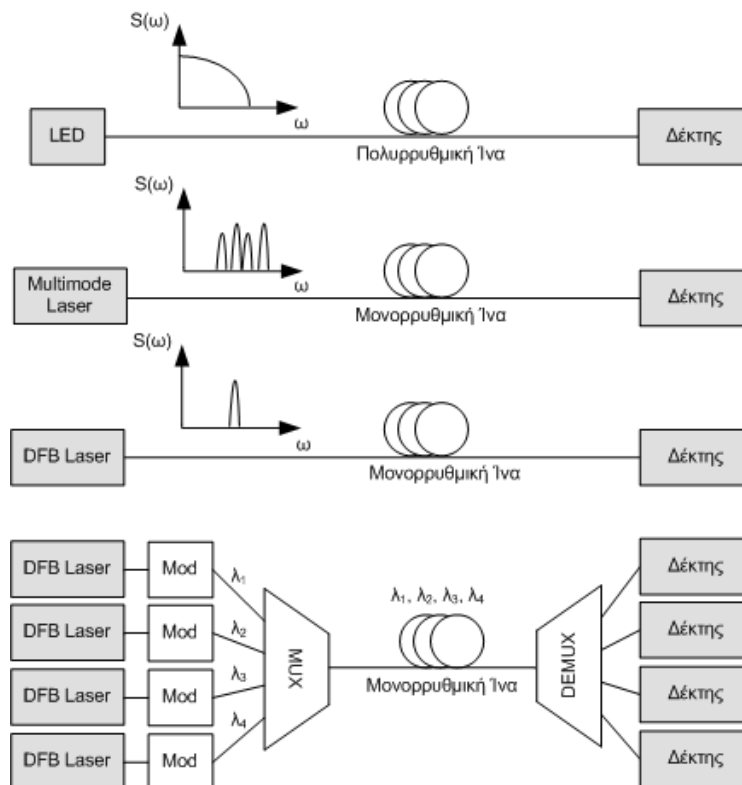 S(ω)
ω
LED
Πολυρρυθμική Ίνα
Δέκτης
S(ω)
ω
Multimode
Laser
Μονορρυθμική Ίνα
Δέκτης
S(ω)
ω
DFB Laser
Μονορρυθμική Ίνα
Δέκτης
DFB Laser
Mod
λ1
Δέκτης
DFB Laser
Mod
λ2
MUX
λ1, λ2, λ3, λ4
Μονορρυθμική Ίνα
DEMUX
Δέκτης
DFB Laser
Mod
λ3
Δέκτης
DFB Laser
Mod
λ4
Δέκτης